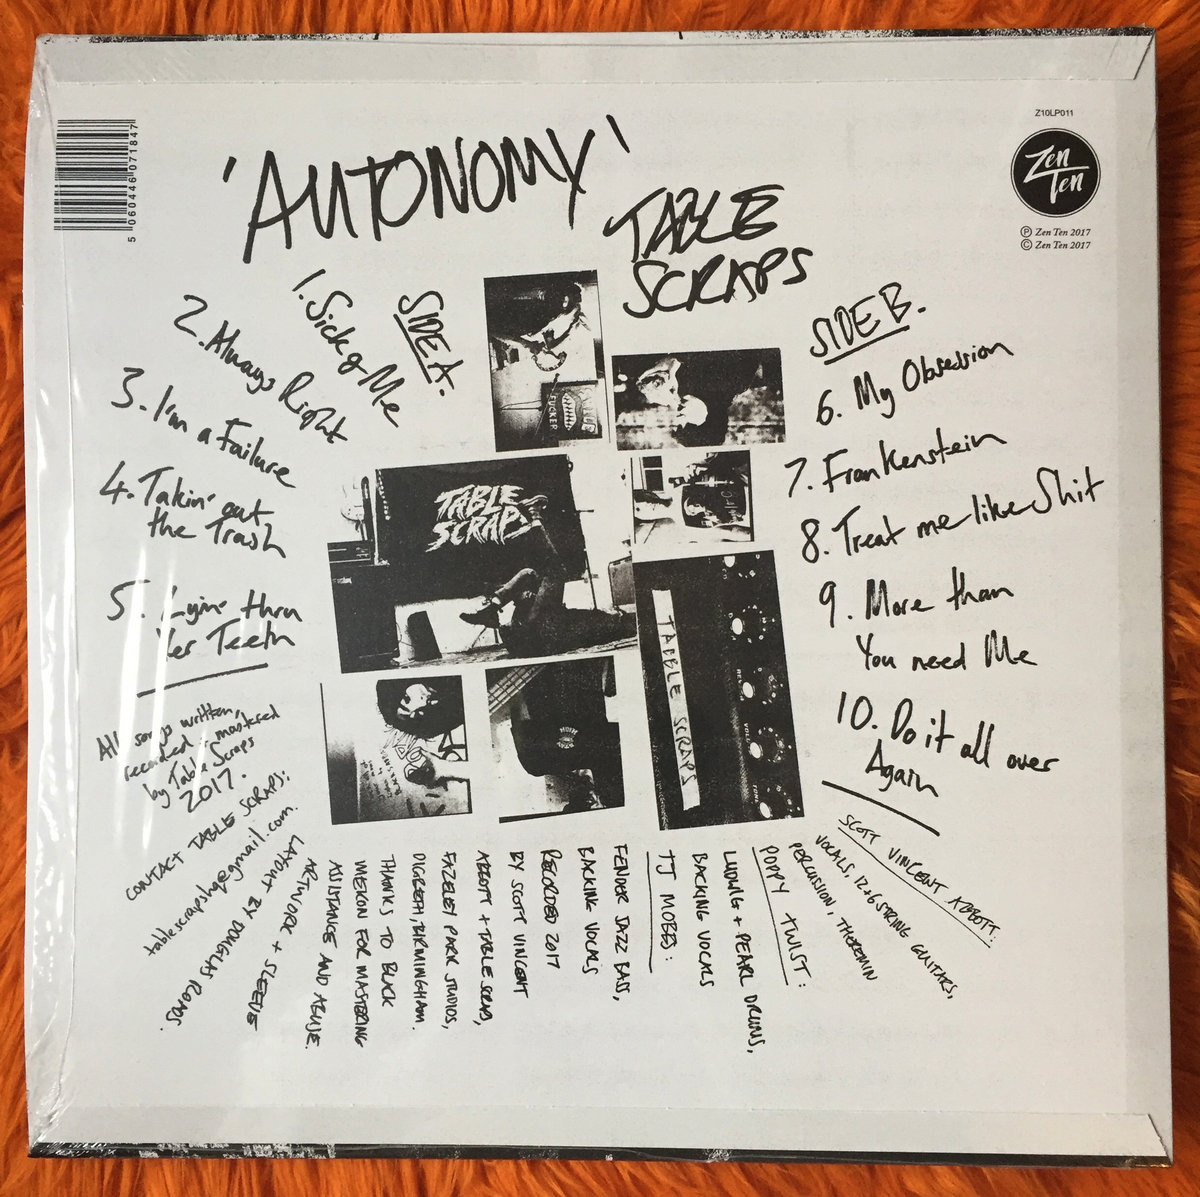 5 060446 071847
'AUTONOMY'
TABLE
SCRAPS
Z10LP011
Zen
Ten
Ⓟ Zen Ten 2017
© Zen Ten 2017
SIDE A.
1. Sick of Me
2. Always Right
3. I'm a Failure
4. Takin' out
the Trash
5. Lyin' thru
Yer Teeth
SIDE B.
6. My Obsession
7. Frankenstein
8. Treat me like Shit
9. More than
You need Me
10. Do it all over
Again
SUCKER
TABLE
SCRAPS
TABLE SCRAPS
All songs written,
recorded + mastered
by Table Scraps
2017.
CONTACT TABLE SCRAPS:
tablescrapshq@gmail.com.
LAYOUT BY DOUGLAS
ARTWORK + SLEEVE
THANKS TO BLACK
MEKON FOR MASTERING
ASSISTANCE AND ABUSE.
RECORDED 2017
BY SCOTT VINCENT
ABBOTT + TABLE SCRAPS,
FAZELEY PARK STUDIOS,
DIGBETH, BIRMINGHAM.
TJ MOBBS:
FENDER JAZZ BASS,
BACKING VOCALS
POPPY TWIST:
LUDWIG + PEARL DRUMS,
BACKING VOCALS
SCOTT VINCENT ABBOTT:
VOCALS, 12+6 STRING GUITARS,
PERCUSSION, THEREMIN